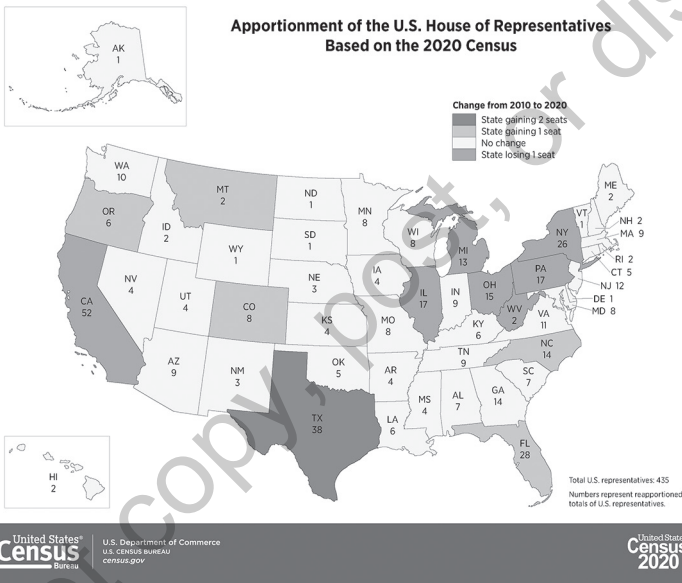 Apportionment of the U.S. House of Representatives
Based on the 2020 Census
Change from 2010 to 2020
State gaining 2 seats
State gaining 1 seat
No change
State losing 1 seat
AK
1
WA
10
OR
6
CA
52
NV
4
ID
2
MT
2
WY
1
UT
4
AZ
9
CO
8
NM
3
ND
1
SD
1
NE
3
KS
4
OK
5
TX
38
MN
8
IA
4
MO
8
AR
4
LA
6
WI
8
IL
17
MI
13
IN
9
OH
15
KY
6
TN
9
MS
4
AL
7
GA
14
FL
28
SC
7
NC
14
VA
11
WV
2
PA
17
NY
26
VT
1
ME
2
NH 2
MA 9
RI 2
CT 5
NJ 12
DE 1
MD 8
HI
2
Total U.S. representatives: 435
Numbers represent reapportioned
totals of U.S. representatives.
United States®
Census
Bureau
U.S. Department of Commerce
U.S. CENSUS BUREAU
census.gov
United State
Census
2020
copy, post, or dis